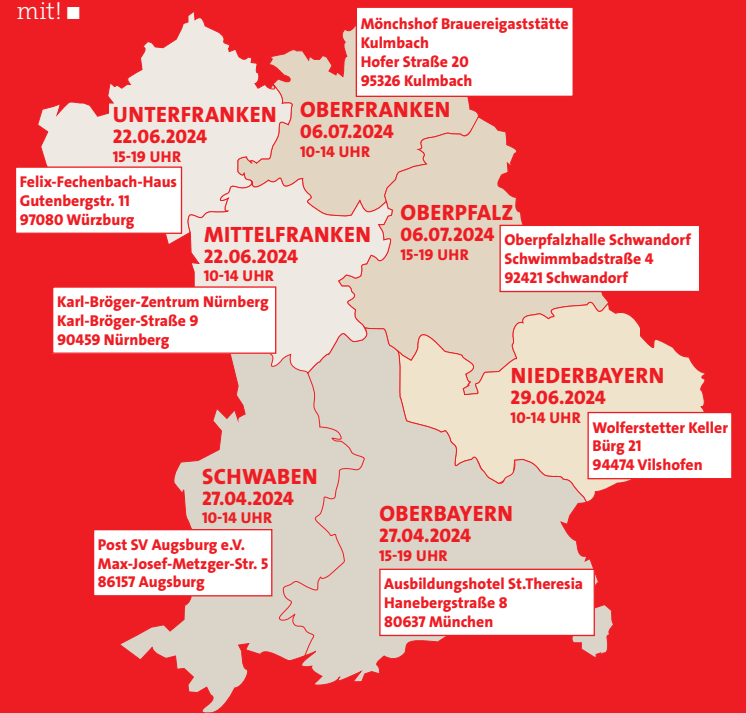 mit! ■
Mönchshof Brauereigaststätte
Kulmbach
Hofer Straße 20
95326 Kulmbach
UNTERFRANKEN
22.06.2024
15-19 UHR
OBERFRANKEN
06.07.2024
10-14 UHR
Felix-Fechenbach-Haus
Gutenbergstr. 11
97080 Würzburg
MITTELFRANKEN
22.06.2024
10-14 UHR
OBERPFALZ
06.07.2024
15-19 UHR
Oberpfalzhalle Schwandorf
Schwimmbadstraße 4
92421 Schwandorf
Karl-Bröger-Zentrum Nürnberg
Karl-Bröger-Straße 9
90459 Nürnberg
NIEDERBAYERN
29.06.2024
10-14 UHR
Wolferstetter Keller
Bürg 21
94474 Vilshofen
SCHWABEN
27.04.2024
10-14 UHR
Post SV Augsburg e.V.
Max-Josef-Metzger-Str. 5
86157 Augsburg
OBERBAYERN
27.04.2024
15-19 UHR
Ausbildungshotel St.Theresia
Hanebergstraße 8
80637 München